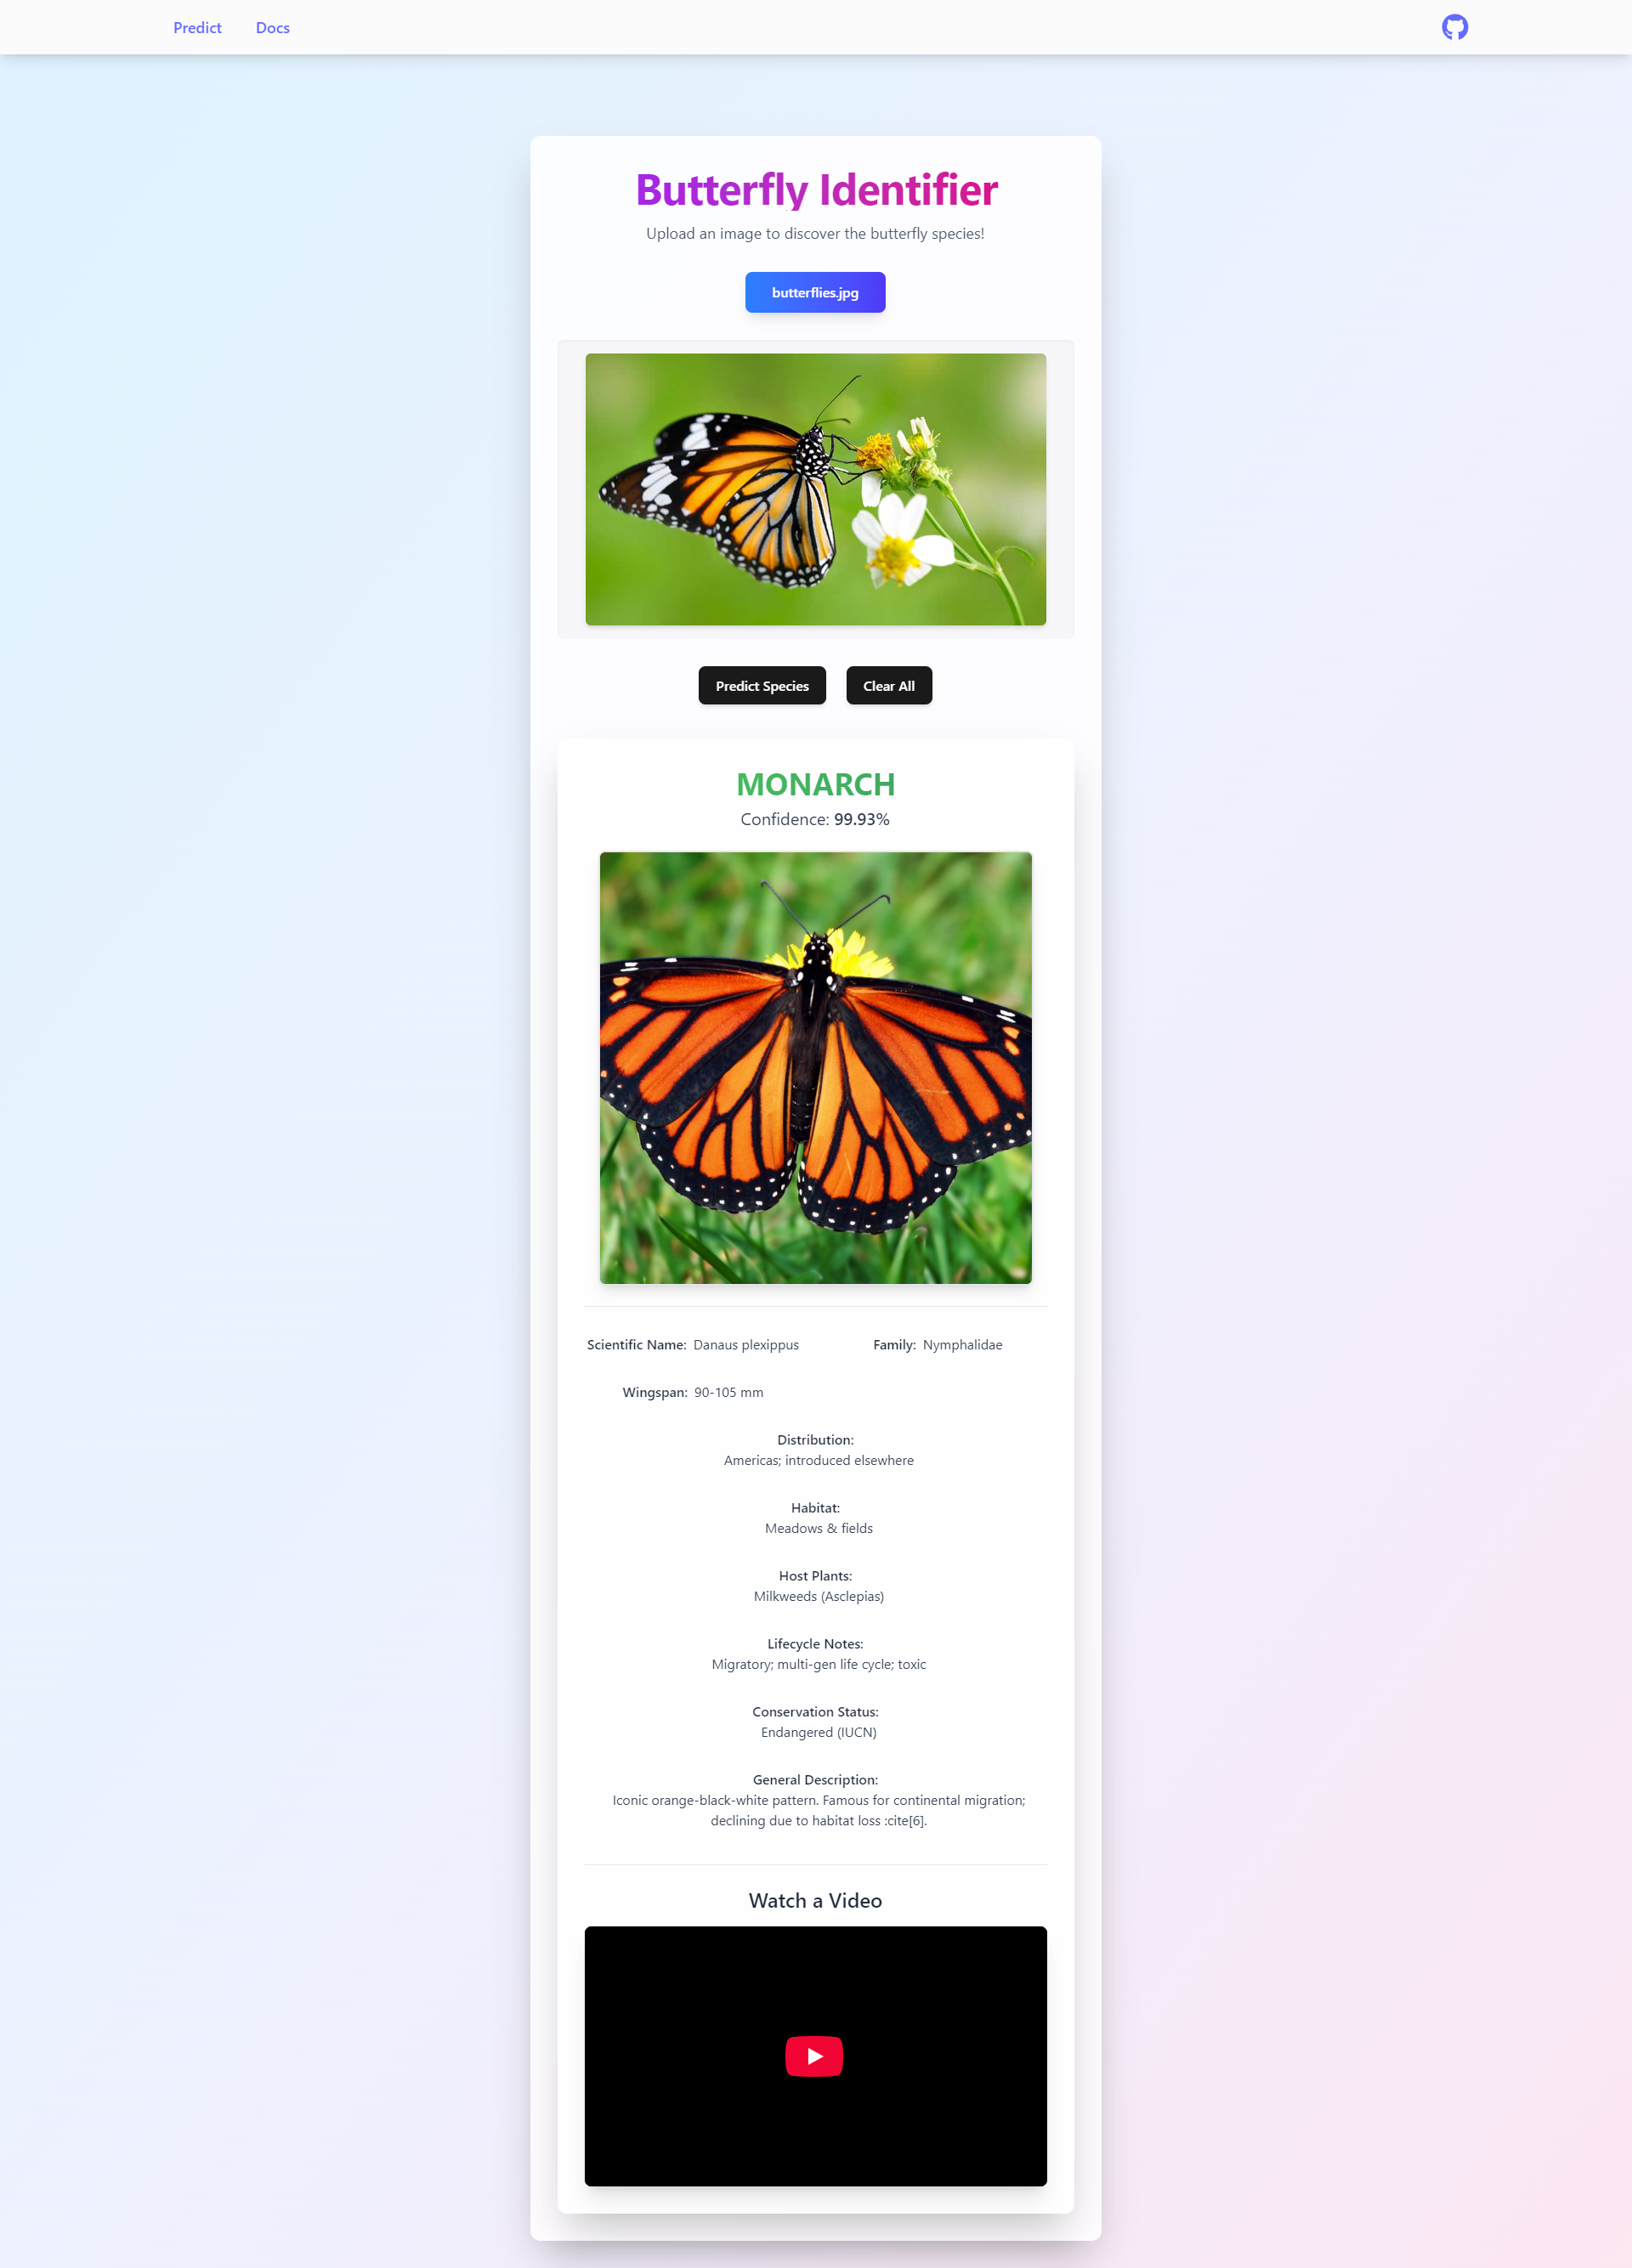 Predict Docs
Butterfly Identifier
Upload an image to discover the butterfly species!
butterflies.jpg
Predict Species Clear All
MONARCH
Confidence: 99.93%
Scientific Name: Danaus plexippus Family: Nymphalidae
Wingspan: 90-105 mm
Distribution:
Americas; introduced elsewhere
Habitat:
Meadows & fields
Host Plants:
Milkweeds (Asclepias)
Lifecycle Notes:
Migratory; multi-gen life cycle; toxic
Conservation Status:
Endangered (IUCN)
General Description:
Iconic orange-black-white pattern. Famous for continental migration;
declining due to habitat loss :cite[6].
Watch a Video